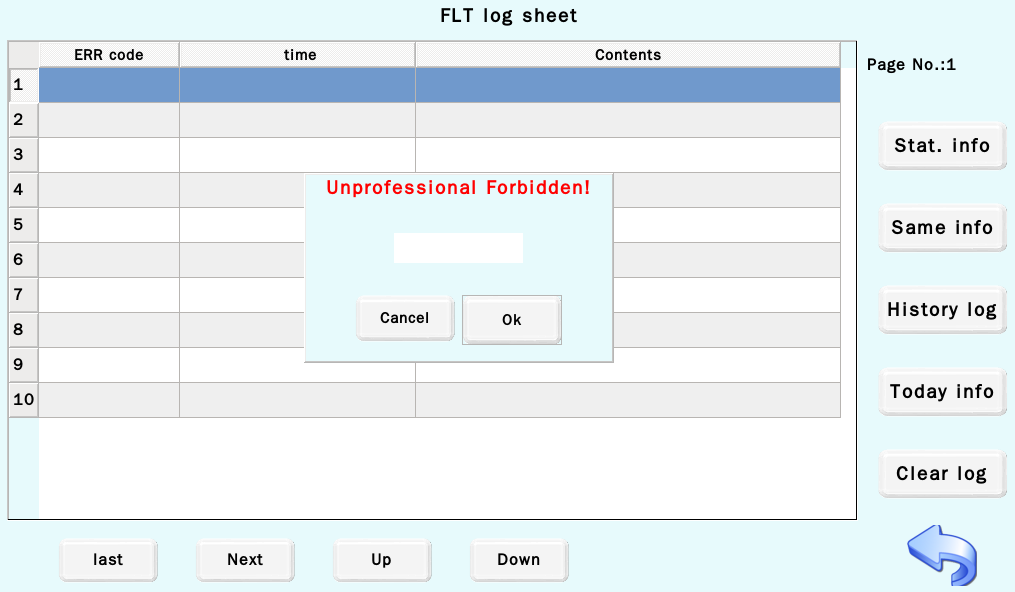 FLT log sheet
ERR code time Contents
Page No.:1
1
2
3
4
5
6
7
8
9
10
Unprofessional Forbidden!
Cancel Ok
Stat. info
Same info
History log
Today info
Clear log
last Next Up Down